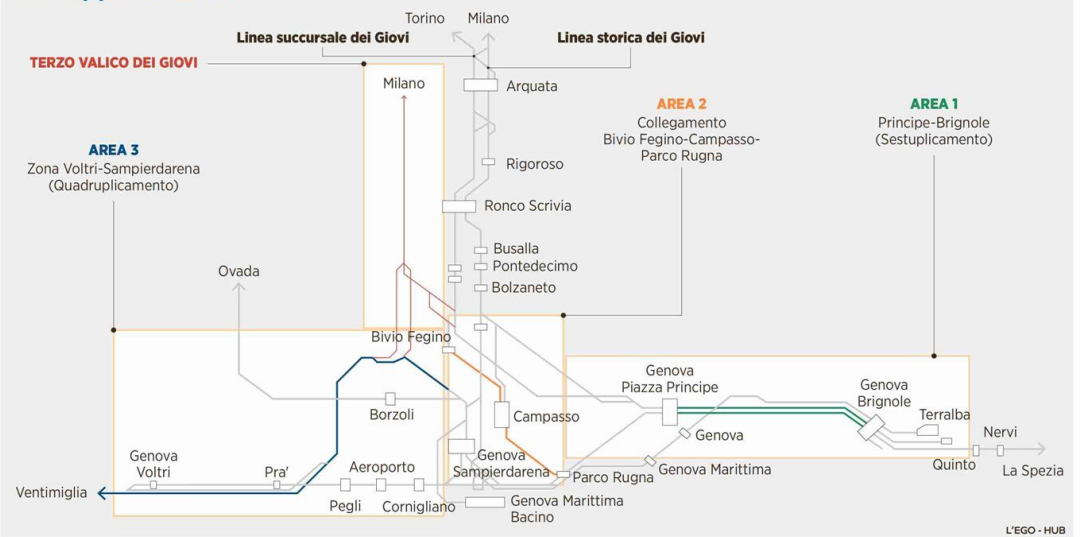 Torino
Milano
Linea succursale dei Giovi
Linea storica dei Giovi
TERZO VALICO DEI GIOVI
Milano
Arquata
AREA 2
Collegamento
Bivio Fegino-Campasso-
Parco Rugna
AREA 1
Principe-Brignole
(Sestuplicamento)
AREA 3
Zona Voltri-Sampierdarena
(Quadruplicamento)
Rigoroso
Ronco Scrivia
Busalla
Pontedecimo
Bolzaneto
Ovada
Bivio Fegino
Genova
Piazza Principe
Genova
Brignole
Borzoli
Campasso
Terralba
Genova
Nervi
Genova
Voltri
Pra'
Aeroporto
Genova
Sampierdarena
Parco Rugna
Genova Marittima
Quinto
La Spezia
Ventimiglia
Pegli
Cornigliano
Genova Marittima
Bacino
L'EGO - HUB